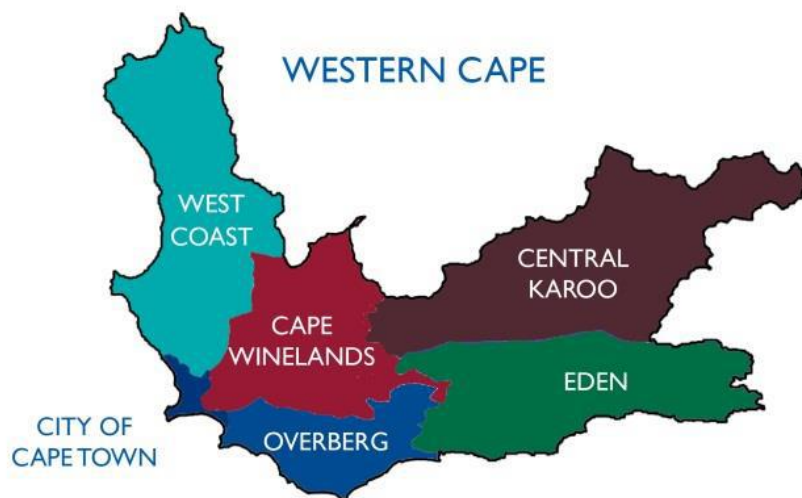 WESTERN CAPE
WEST
COAST
CENTRAL
KAROO
CAPE
WINELANDS
EDEN
CITY OF
CAPE TOWN
OVERBERG